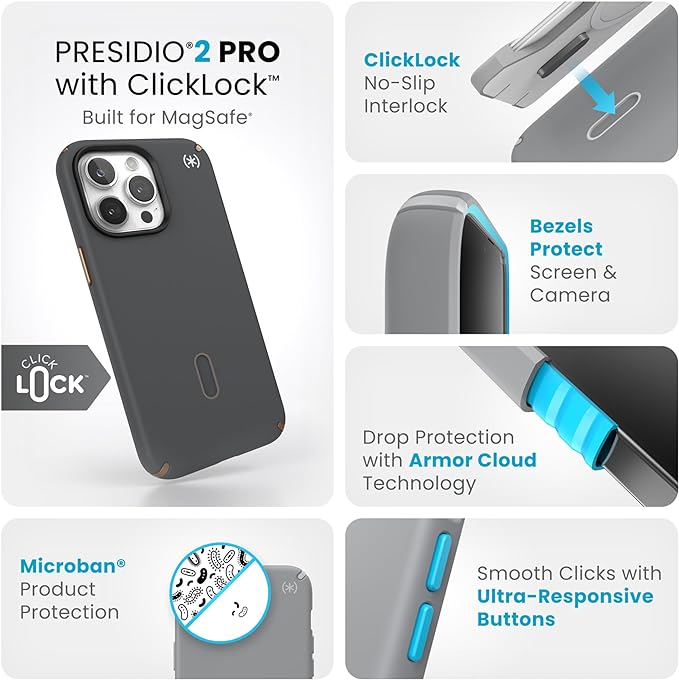 PRESIDIO®2 PRO
with ClickLock™
Built for MagSafe®
CLICK
LOCK™
ClickLock
No-Slip
Interlock
Bezels
Protect
Screen &
Camera
Drop Protection
with Armor Cloud
Technology
Microban®
Product
Protection
Smooth Clicks with
Ultra-Responsive
Buttons